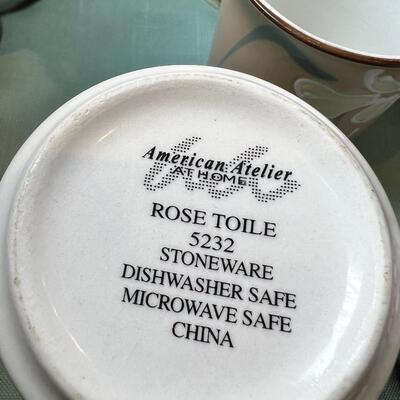 American Atelier
AT HOME
ROSE TOILE
5232
STONEWARE
DISHWASHER SAFE
MICROWAVE SAFE
CHINA